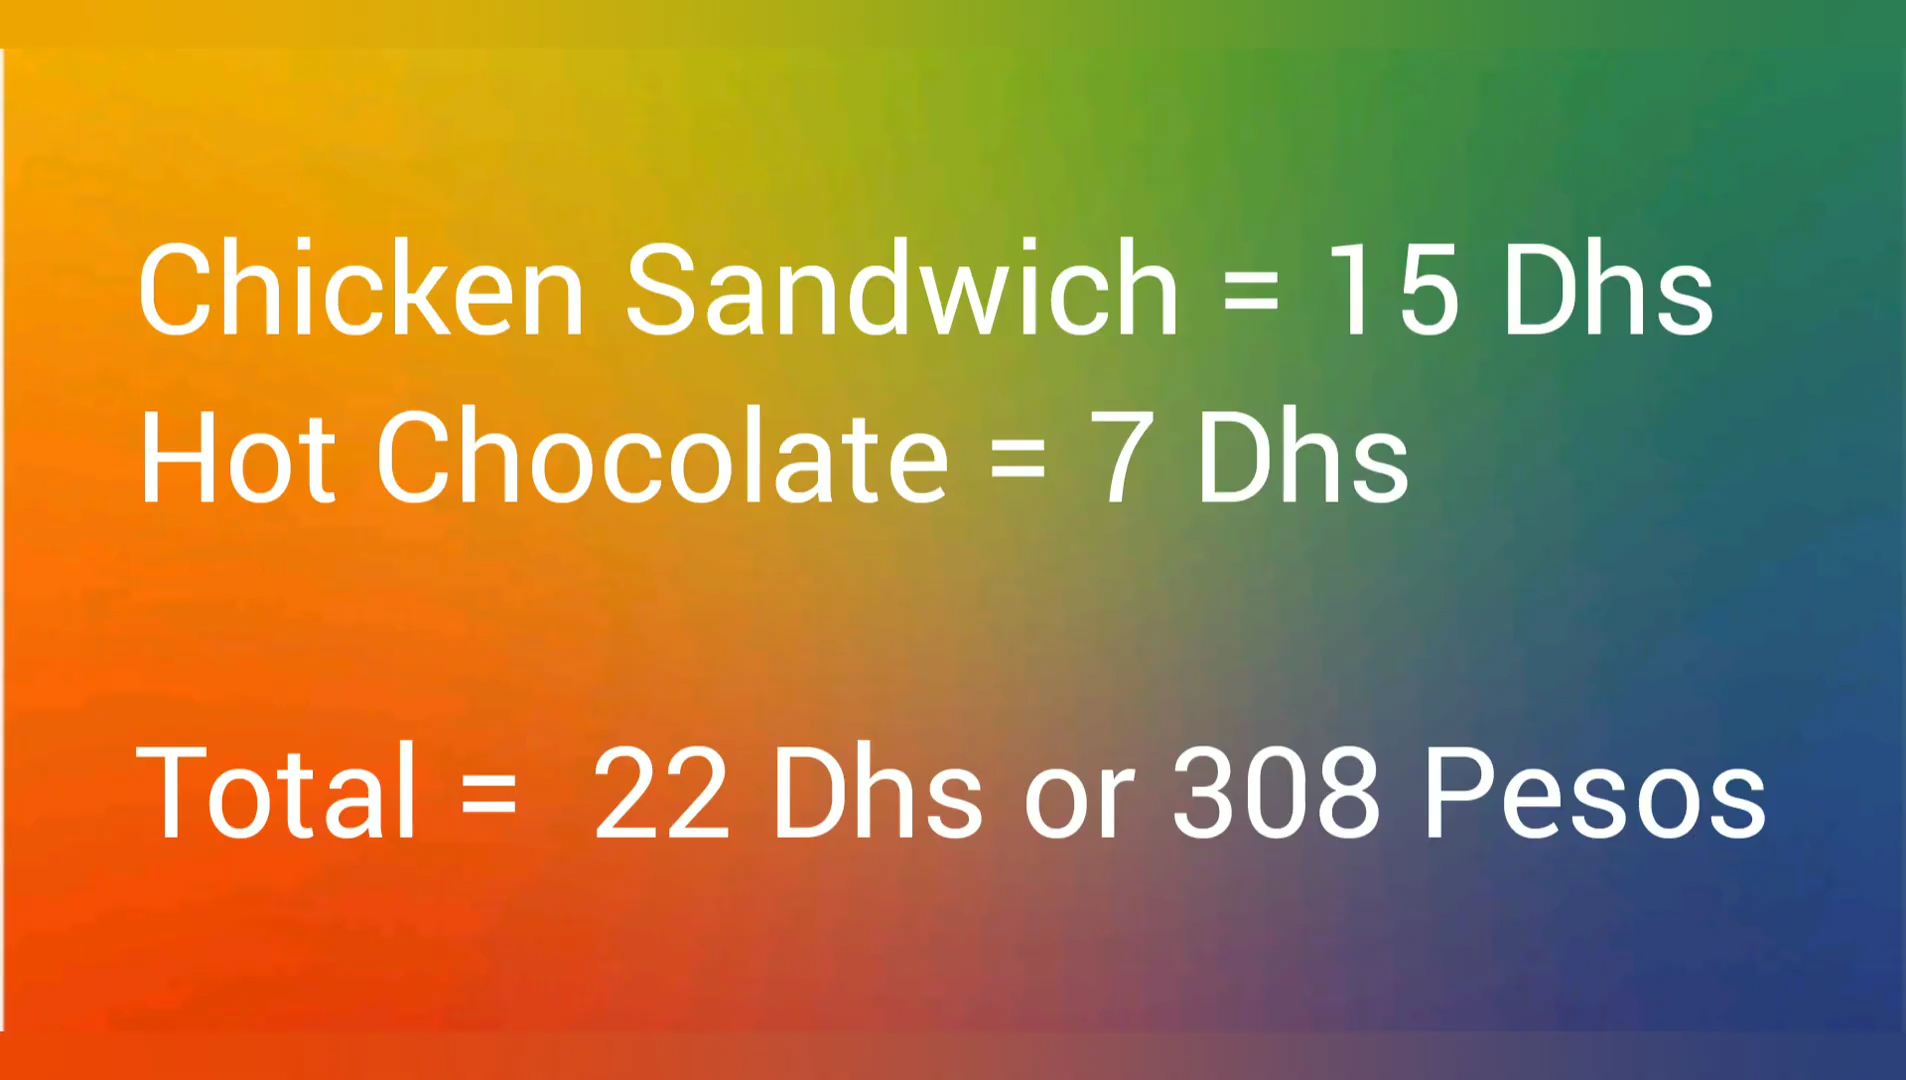 Chicken Sandwich = 15 Dhs
Hot Chocolate = 7 Dhs
Total = 22 Dhs or 308 Pesos